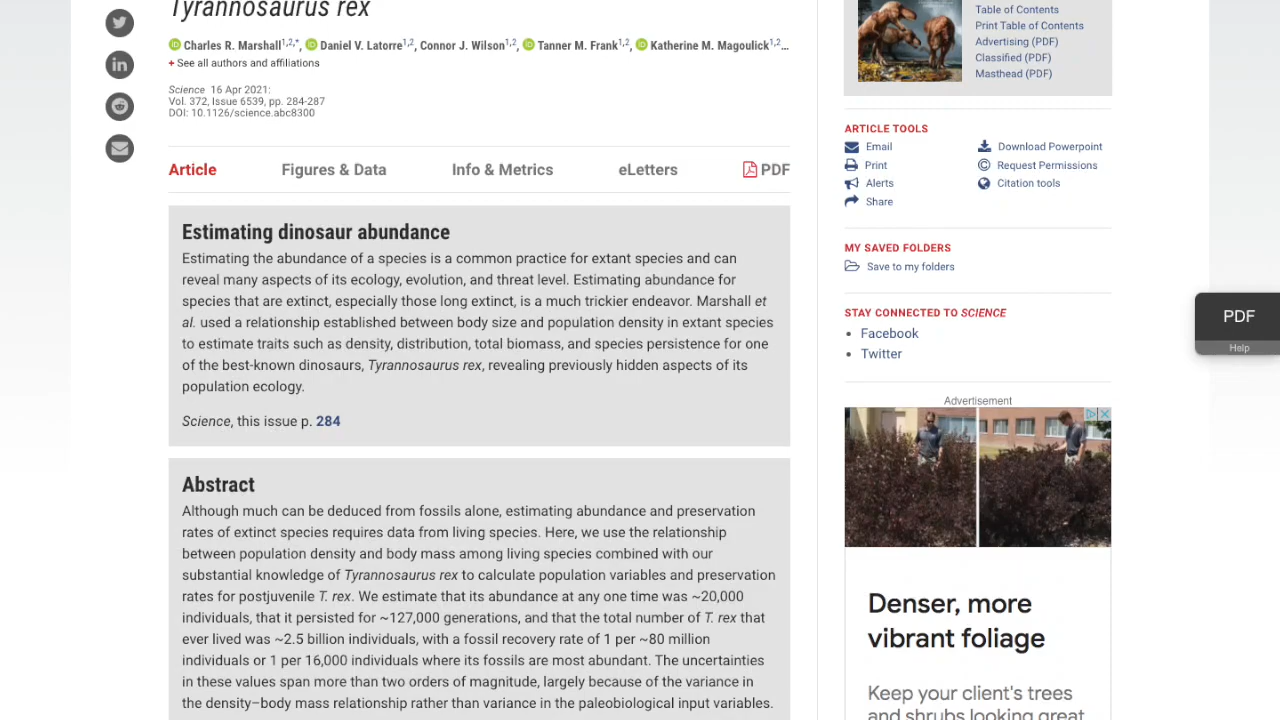 Tyrannosaurus rex
Charles R. Marshall1,2,*, Daniel V. Latorre1,2, Connor J. Wilson1,2, Tanner M. Frank1,2, Katherine M. Magoulick1,2…
+ See all authors and affiliations
Science 16 Apr 2021:
Vol. 372, Issue 6539, pp. 284-287
DOI: 10.1126/science.abc8300
Article Figures & Data Info & Metrics eLetters PDF
Estimating dinosaur abundance
Estimating the abundance of a species is a common practice for extant species and can
reveal many aspects of its ecology, evolution, and threat level. Estimating abundance for
species that are extinct, especially those long extinct, is a much trickier endeavor. Marshall et
al. used a relationship established between body size and population density in extant species
to estimate traits such as density, distribution, total biomass, and species persistence for one
of the best-known dinosaurs, Tyrannosaurus rex, revealing previously hidden aspects of its
population ecology.
Science, this issue p. 284
Abstract
Although much can be deduced from fossils alone, estimating abundance and preservation
rates of extinct species requires data from living species. Here, we use the relationship
between population density and body mass among living species combined with our
substantial knowledge of Tyrannosaurus rex to calculate population variables and preservation
rates for postjuvenile T. rex. We estimate that its abundance at any one time was ~20,000
individuals, that it persisted for ~127,000 generations, and that the total number of T. rex that
ever lived was ~2.5 billion individuals, with a fossil recovery rate of 1 per ~80 million
individuals or 1 per 16,000 individuals where its fossils are most abundant. The uncertainties
in these values span more than two orders of magnitude, largely because of the variance in
the density–body mass relationship rather than variance in the paleobiological input variables.
Table of Contents
Print Table of Contents
Advertising (PDF)
Classified (PDF)
Masthead (PDF)
ARTICLE TOOLS
Email Download Powerpoint
Print Request Permissions
Alerts Citation tools
Share
MY SAVED FOLDERS
Save to my folders
STAY CONNECTED TO SCIENCE
Facebook
Twitter
Advertisement
Denser, more
vibrant foliage
Keep your client's trees
and shrubs looking great
PDF
Help